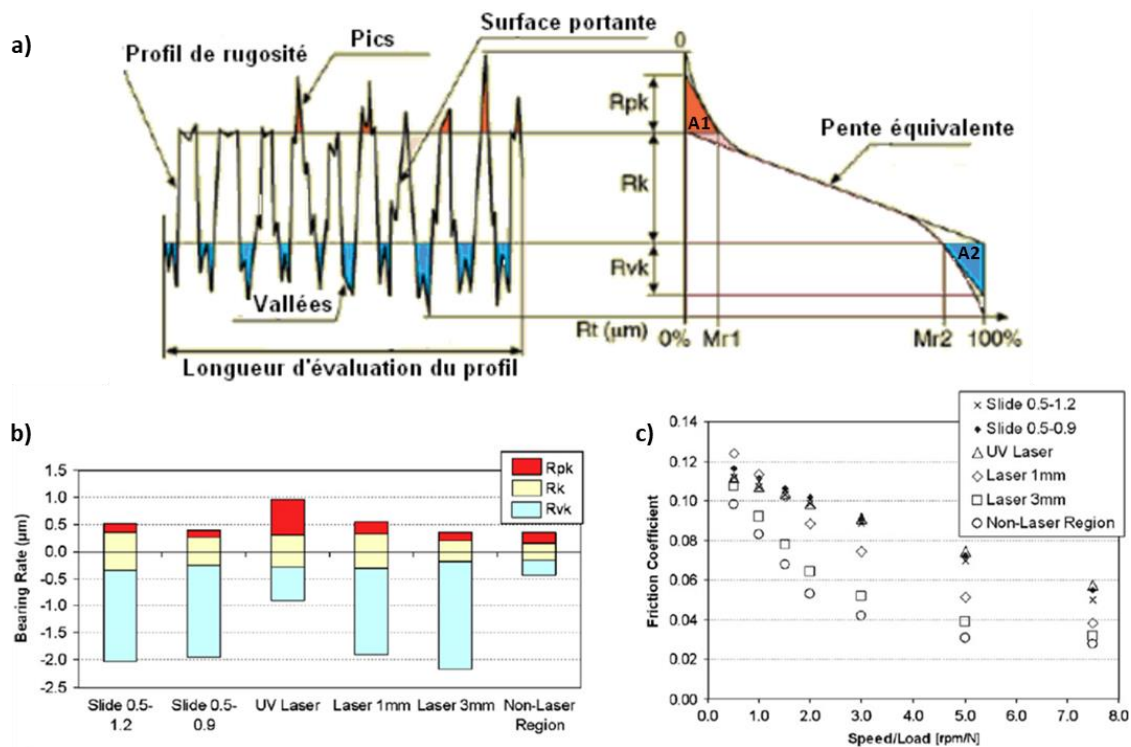 a)
Profil de rugosité
Pics
Surface portante
0
Rpk
A1
Pente équivalente
Rk
Rvk
A2
Vallées
Rt (µm)
0%
Mr1
Mr2
100%
Longueur d'évaluation du profil
b)
Bearing Rate (µm)
1.5
1.0
0.5
0.0
-0.5
-1.0
-1.5
-2.0
-2.5
Rpk
Rk
Rvk
Slide 0.5-
1.2
Slide 0.5-
0.9
UV Laser
Laser 1mm
Laser 3mm
Non-Laser
Region
c)
Friction Coefficient
0.14
0.12
0.10
0.08
0.06
0.04
0.02
0.00
Slide 0.5-1.2
Slide 0.5-0.9
UV Laser
Laser 1mm
Laser 3mm
Non-Laser Region
0.0 1.0 2.0 3.0 4.0 5.0 6.0 7.0 8.0
Speed/Load [rpm/N]